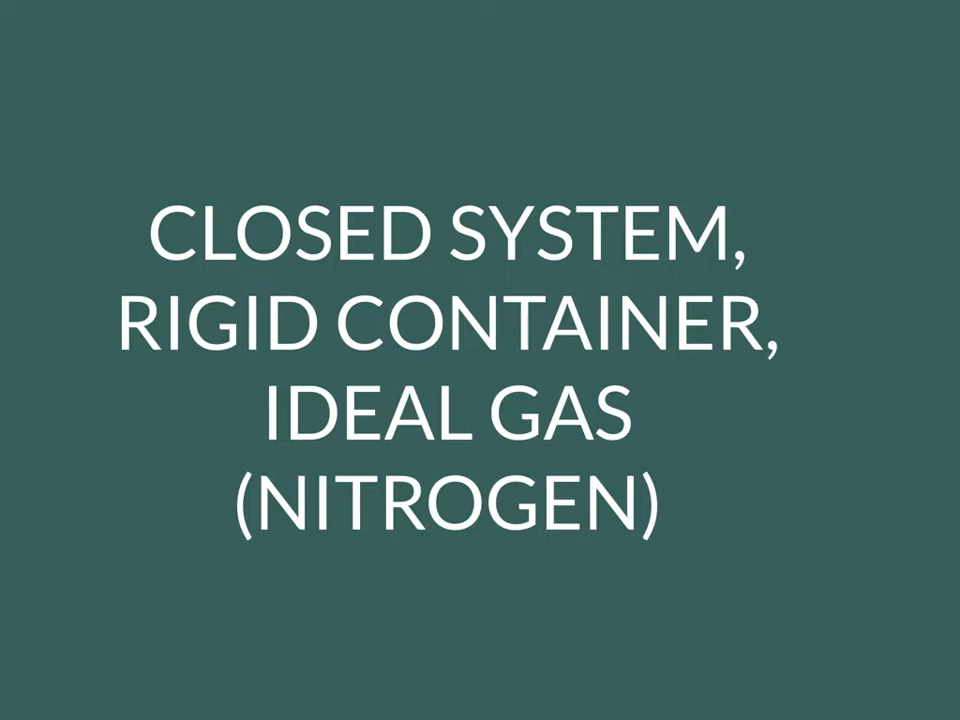 CLOSED SYSTEM,
RIGID CONTAINER,
IDEAL GAS
(NITROGEN)